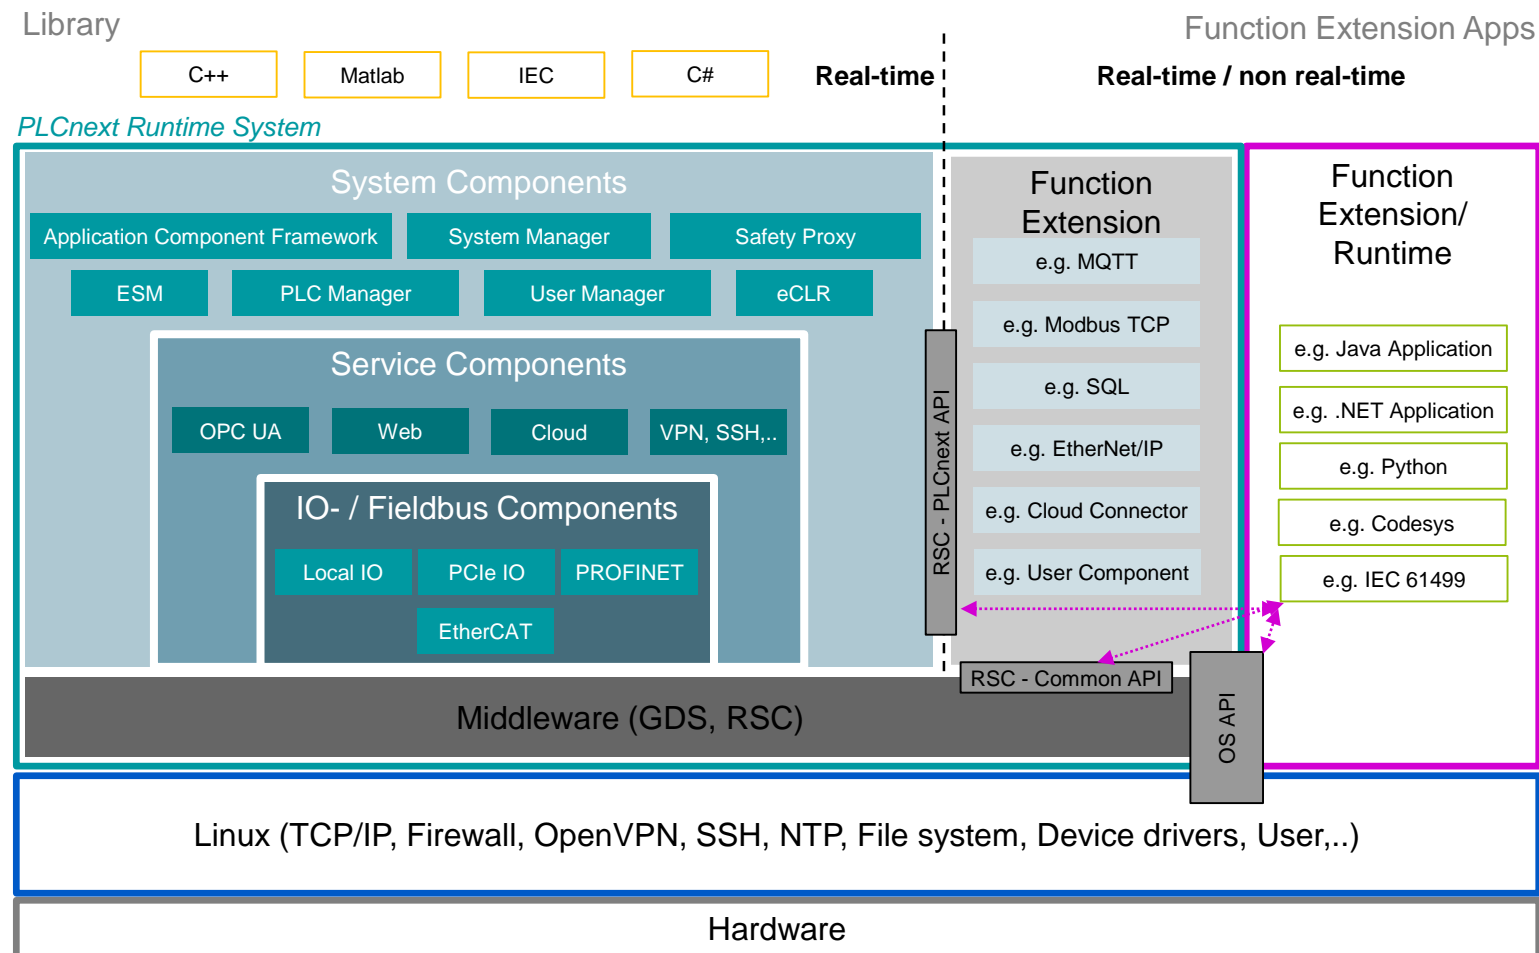 Library
Function Extension Apps
C++
Matlab
IEC
C#
Real-time
Real-time / non real-time
PLCnext Runtime System
System Components
Application Component Framework
System Manager
Safety Proxy
ESM
PLC Manager
User Manager
eCLR
Service Components
OPC UA
Web
Cloud
VPN, SSH,..
IO- / Fieldbus Components
Local IO
PCIe IO
PROFINET
EtherCAT
RSC - PLCnext API
Function
Extension
e.g. MQTT
e.g. Modbus TCP
e.g. SQL
e.g. EtherNet/IP
e.g. Cloud Connector
e.g. User Component
Function
Extension/
Runtime
e.g. Java Application
e.g. .NET Application
e.g. Python
e.g. Codesys
e.g. IEC 61499
RSC - Common API
OS API
Middleware (GDS, RSC)
Linux (TCP/IP, Firewall, OpenVPN, SSH, NTP, File system, Device drivers, User,..)
Hardware